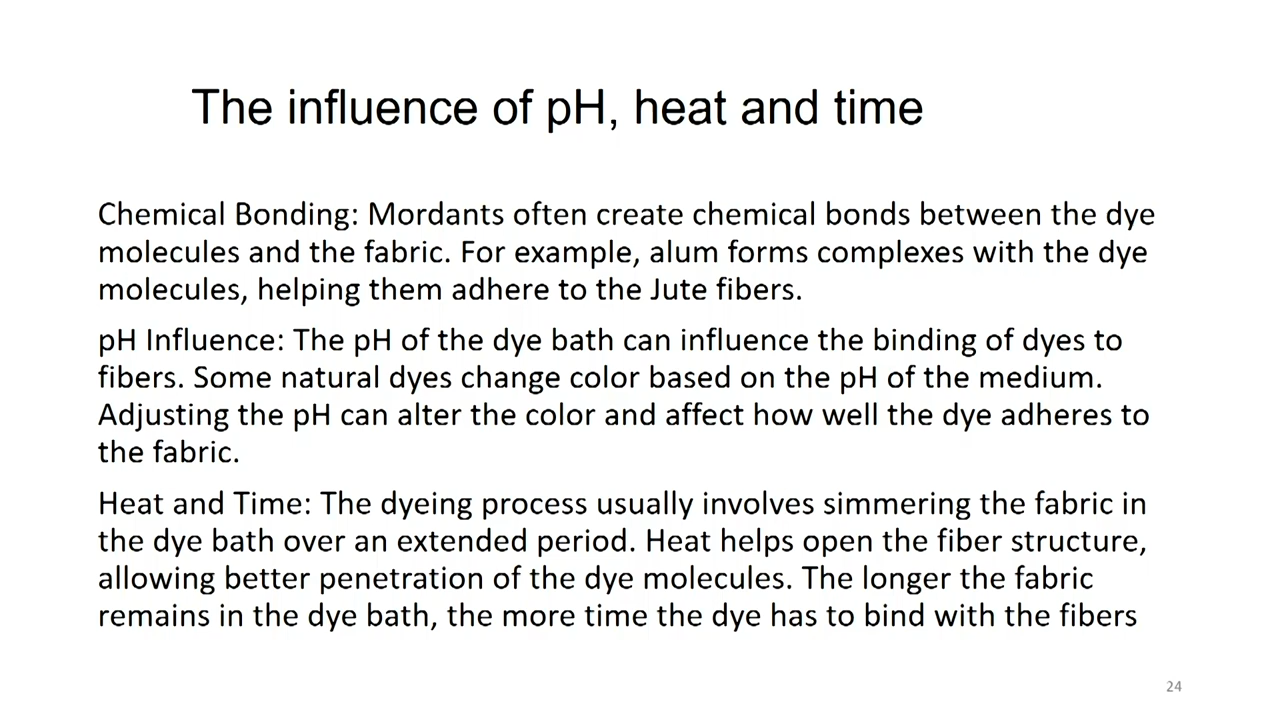 The influence of pH, heat and time
Chemical Bonding: Mordants often create chemical bonds between the dye
molecules and the fabric. For example, alum forms complexes with the dye
molecules, helping them adhere to the Jute fibers.
pH Influence: The pH of the dye bath can influence the binding of dyes to
fibers. Some natural dyes change color based on the pH of the medium.
Adjusting the pH can alter the color and affect how well the dye adheres to
the fabric.
Heat and Time: The dyeing process usually involves simmering the fabric in
the dye bath over an extended period. Heat helps open the fiber structure,
allowing better penetration of the dye molecules. The longer the fabric
remains in the dye bath, the more time the dye has to bind with the fibers
24